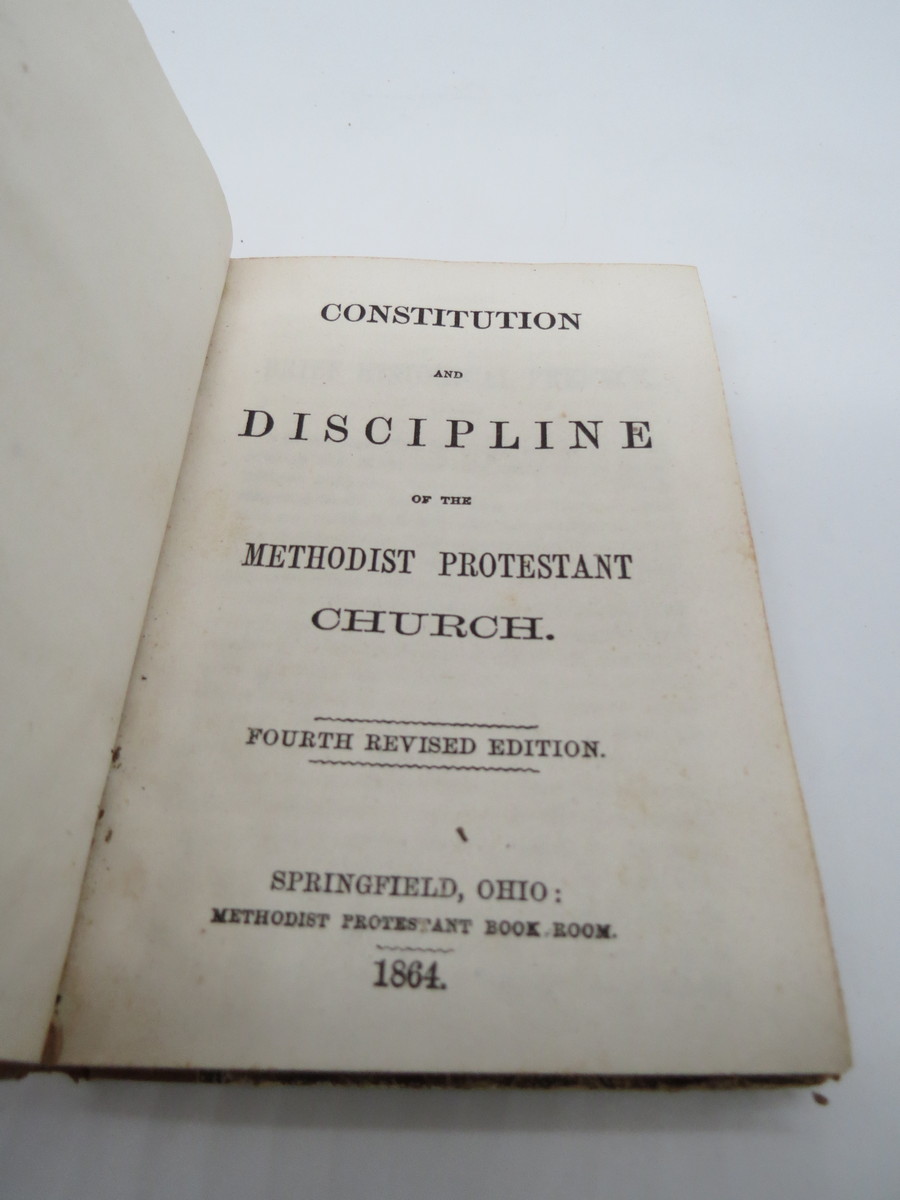 CONSTITUTION
AND
DISCIPLINE
OF THE
METHODIST PROTESTANT
CHURCH.
FOURTH REVISED EDITION.
SPRINGFIELD, OHIO:
METHODIST PROTESTANT BOOK ROOM.
1864.